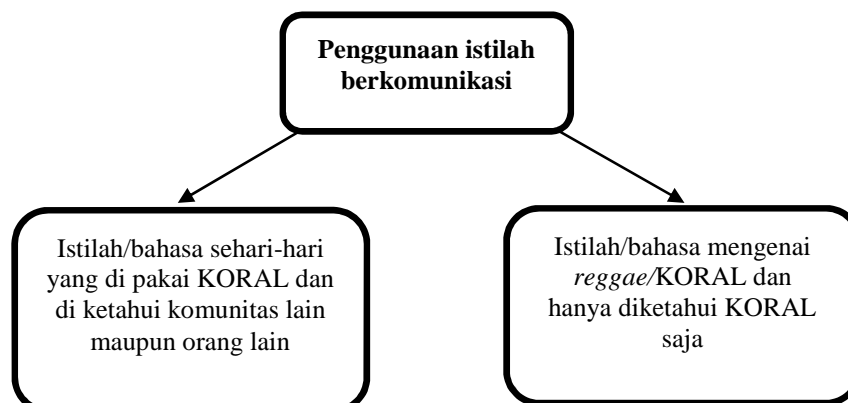 Penggunaan istilah
berkomunikasi
Istilah/bahasa sehari-hari
yang di pakai KORAL dan
di ketahui komunitas lain
maupun orang lain
Istilah/bahasa mengenai
reggae/KORAL dan
hanya diketahui KORAL
saja